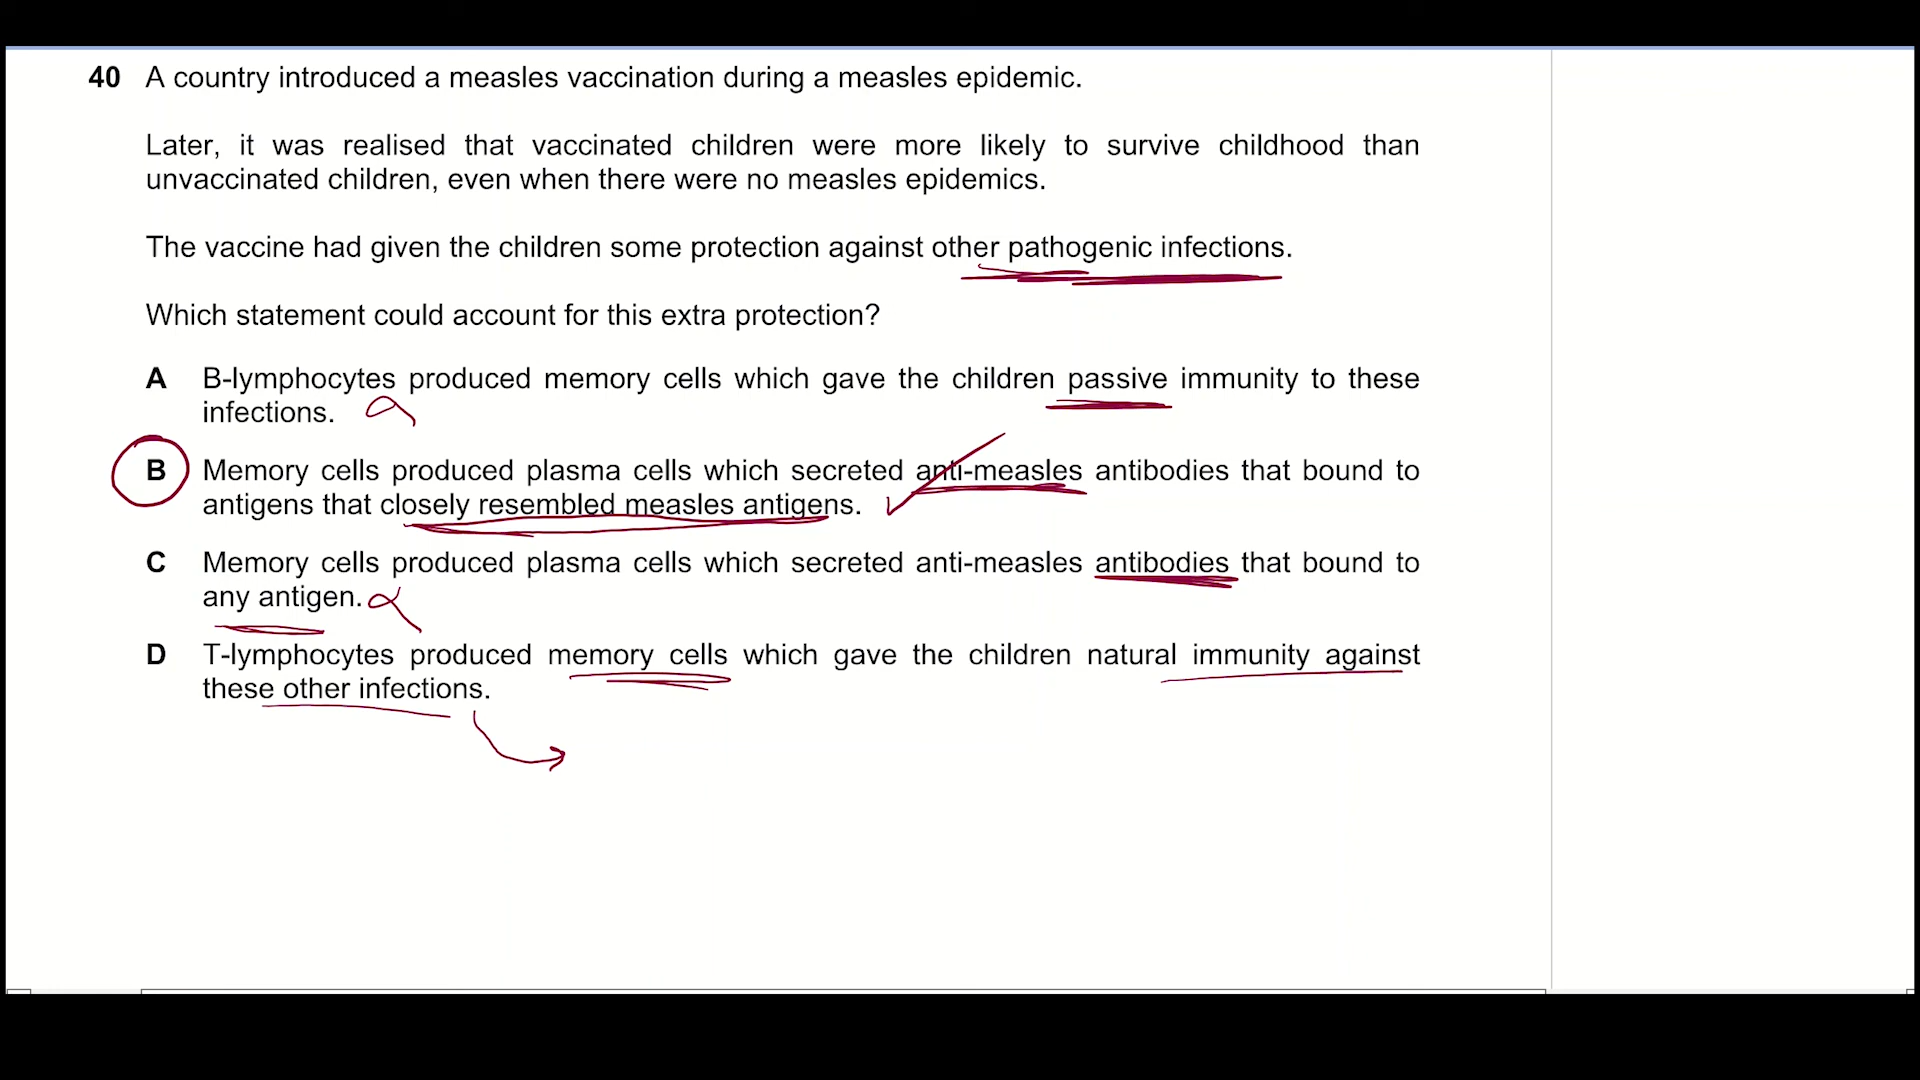 40 A country introduced a measles vaccination during a measles epidemic.
Later, it was realised that vaccinated children were more likely to survive childhood than
unvaccinated children, even when there were no measles epidemics.
The vaccine had given the children some protection against other pathogenic infections.
Which statement could account for this extra protection?
A B-lymphocytes produced memory cells which gave the children passive immunity to these
infections.
B Memory cells produced plasma cells which secreted anti-measles antibodies that bound to
antigens that closely resembled measles antigens.
C Memory cells produced plasma cells which secreted anti-measles antibodies that bound to
any antigen.
D T-lymphocytes produced memory cells which gave the children natural immunity against
these other infections.